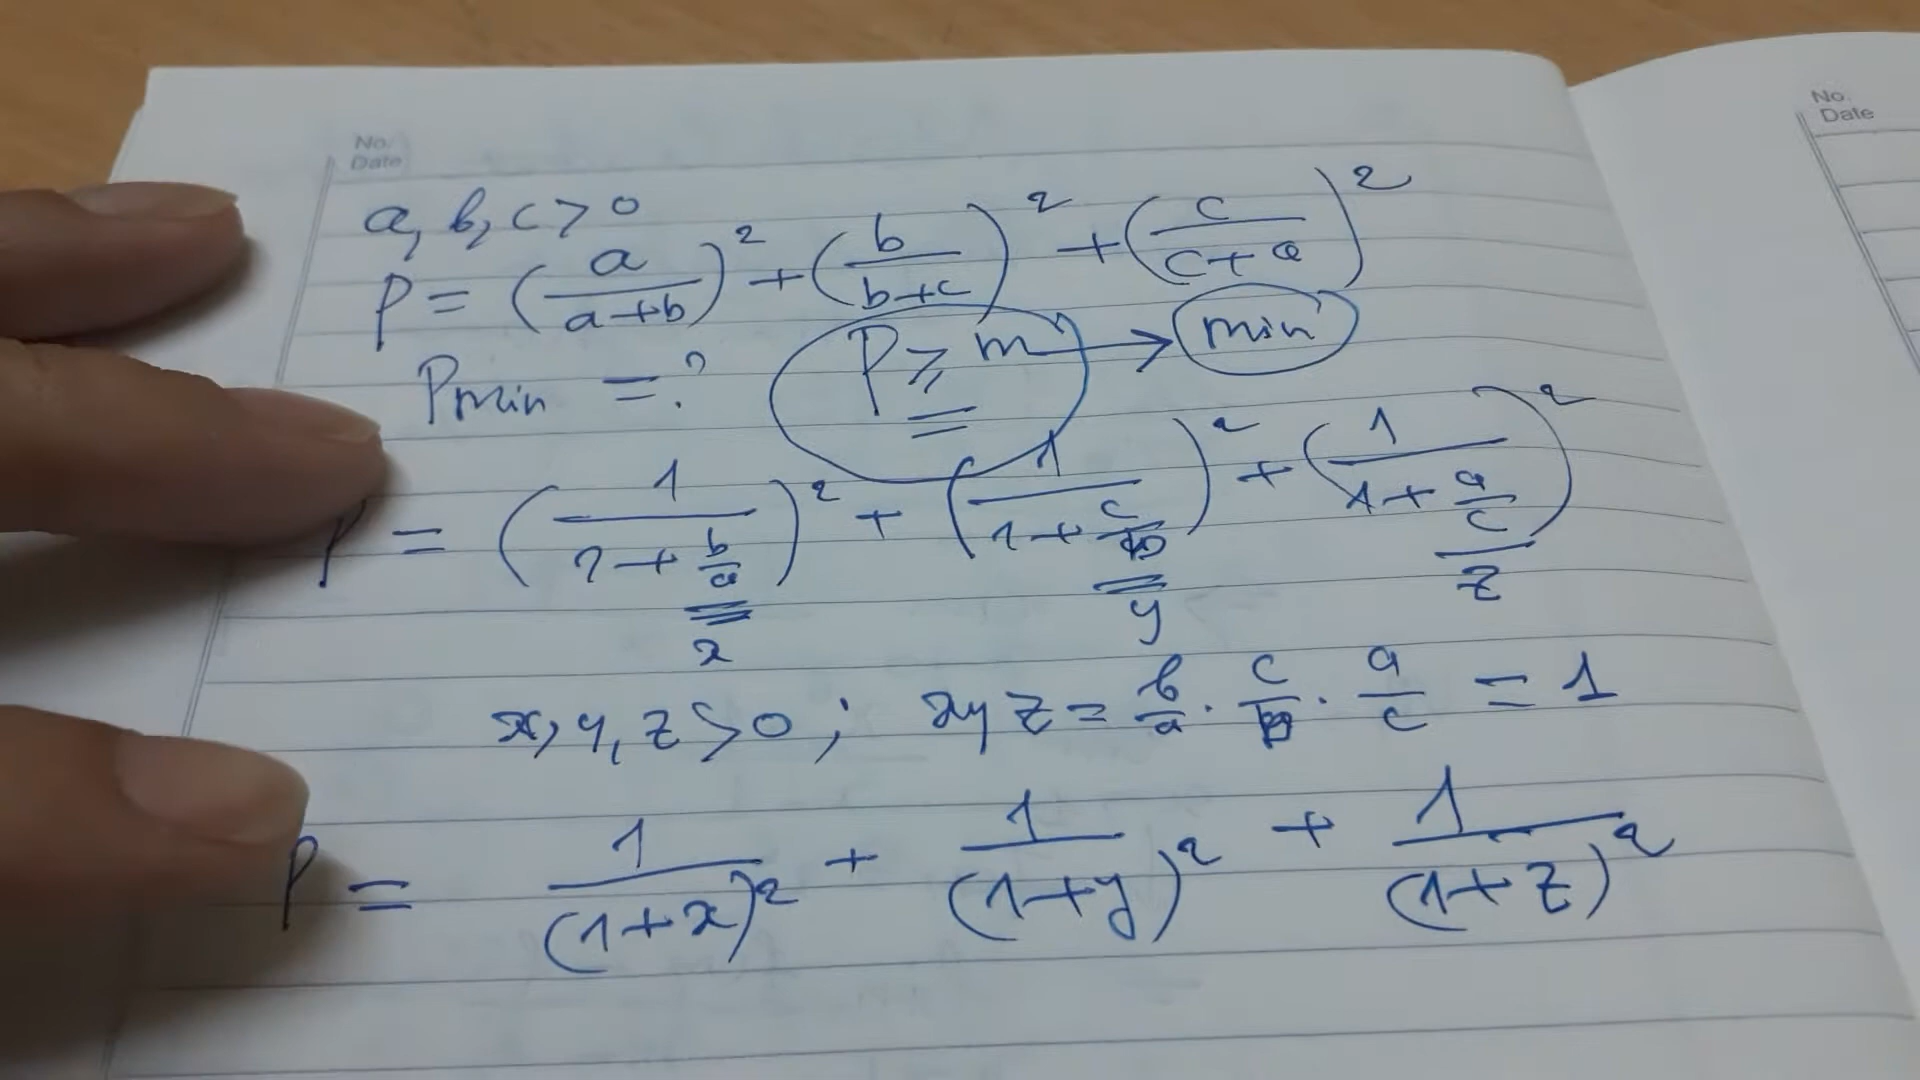 No.
Date
No.
Date
a, b, c > 0
P = (a/(a+b))² + (b/(b+c))² + (c/(c+a))²
Pmin = ? P ≥ m → min
P = (1/(1 + b/a))² + (1/(1 + c/b))² + (1/(1 + a/c))²
x y z
x, y, z > 0 ; xyz = b/a · c/b · a/c = 1
P = 1/(1+x)² + 1/(1+y)² + 1/(1+z)²